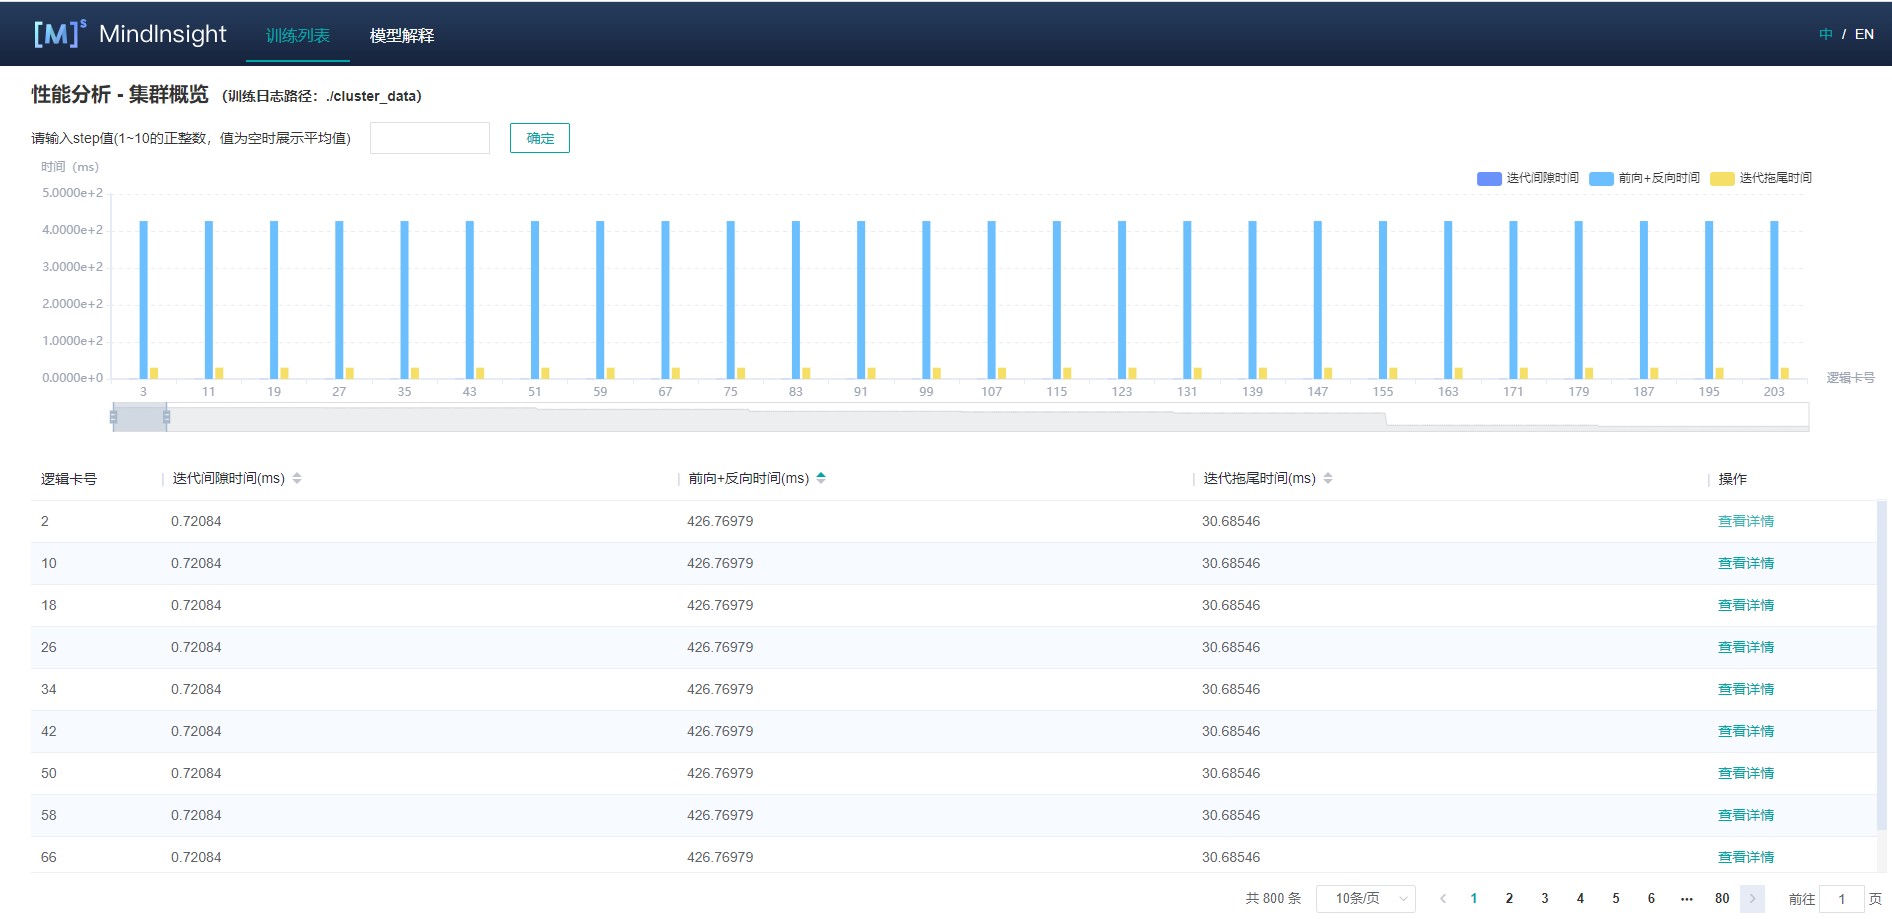 [M]s MindInsight 训练列表 模型解释 中 / EN
性能分析 - 集群概览 (训练日志路径: ./cluster_data)
请输入step值(1~10的正整数，值为空时展示平均值) 确定
时间 (ms)
迭代间隙时间 前向+反向时间 迭代拖尾时间
5.0000e+2
4.0000e+2
3.0000e+2
2.0000e+2
1.0000e+2
0.0000e+0
逻辑卡号
3 11 19 27 35 43 51 59 67 75 83 91 99 107 115 123 131 139 147 155 163 171 179 187 195 203
逻辑卡号 迭代间隙时间(ms) 前向+反向时间(ms) 迭代拖尾时间(ms) 操作
2 0.72084 426.76979 30.68546 查看详情
10 0.72084 426.76979 30.68546 查看详情
18 0.72084 426.76979 30.68546 查看详情
26 0.72084 426.76979 30.68546 查看详情
34 0.72084 426.76979 30.68546 查看详情
42 0.72084 426.76979 30.68546 查看详情
50 0.72084 426.76979 30.68546 查看详情
58 0.72084 426.76979 30.68546 查看详情
66 0.72084 426.76979 30.68546 查看详情
共 800 条 10条/页 < 1 2 3 4 5 6 ··· 80 > 前往 1 页